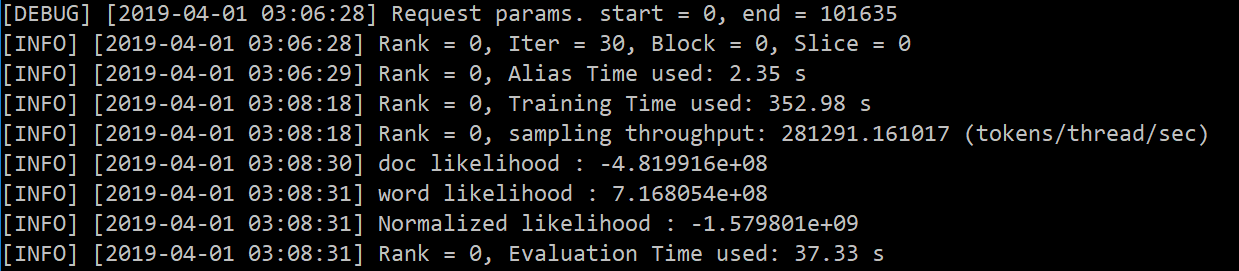 [DEBUG] [2019-04-01 03:06:28] Request params. start = 0, end = 101635
[INFO] [2019-04-01 03:06:28] Rank = 0, Iter = 30, Block = 0, Slice = 0
[INFO] [2019-04-01 03:06:29] Rank = 0, Alias Time used: 2.35 s
[INFO] [2019-04-01 03:08:18] Rank = 0, Training Time used: 352.98 s
[INFO] [2019-04-01 03:08:18] Rank = 0, sampling throughput: 281291.161017 (tokens/thread/sec)
[INFO] [2019-04-01 03:08:30] doc likelihood : -4.819916e+08
[INFO] [2019-04-01 03:08:31] word likelihood : 7.168054e+08
[INFO] [2019-04-01 03:08:31] Normalized likelihood : -1.579801e+09
[INFO] [2019-04-01 03:08:31] Rank = 0, Evaluation Time used: 37.33 s